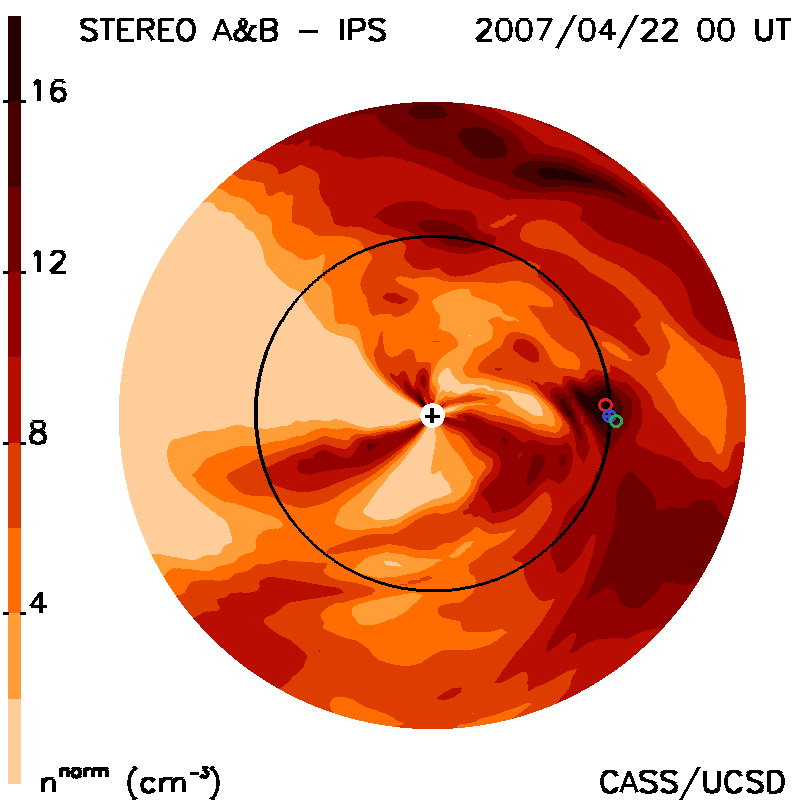 STEREO A&B - IPS 2007/04/22 00 UT
16
12
8
4
n^norm (cm^-3) CASS/UCSD